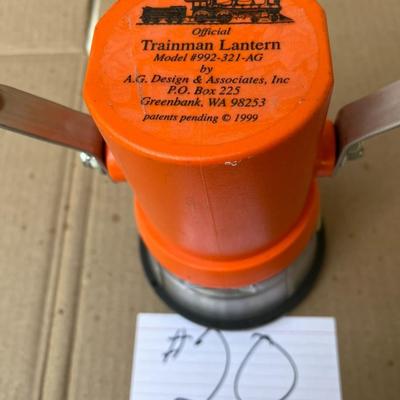 Official
Trainman Lantern
Model #992-321-AG
by
A.G. Design & Associates, Inc
P.O. Box 225
Greenbank, WA 98253
patents pending © 1999
#20